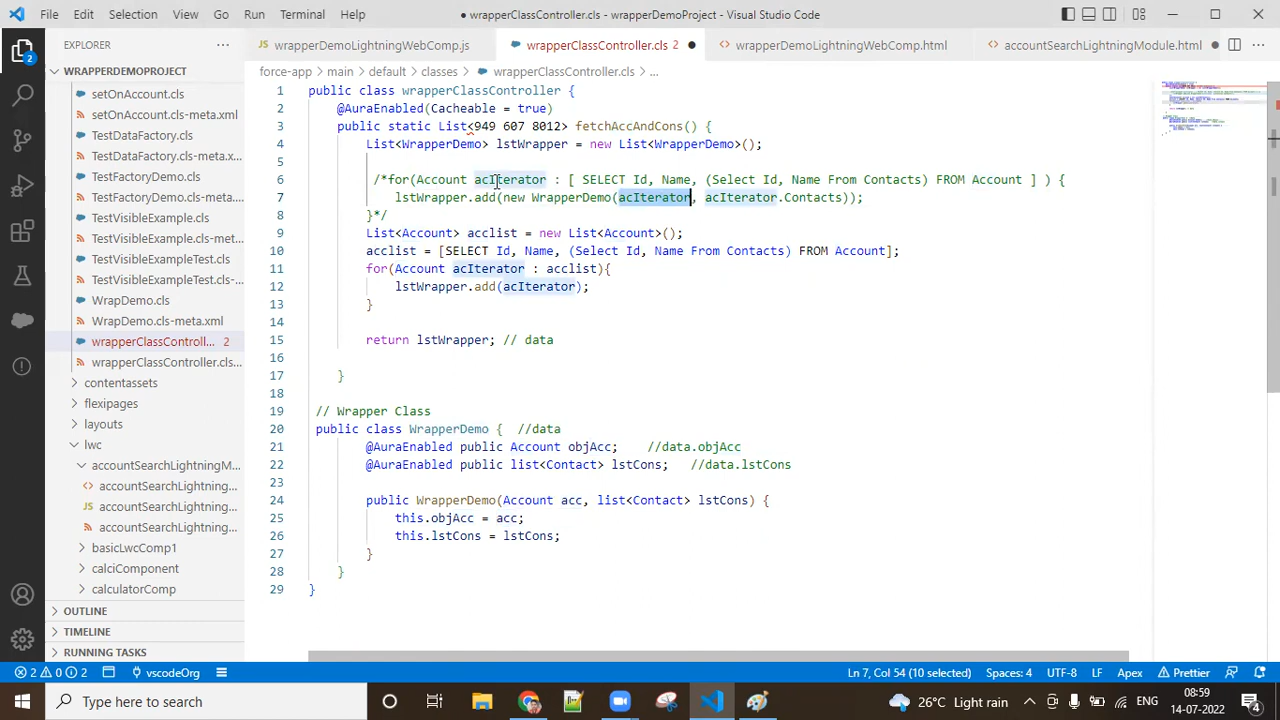 File Edit Selection View Go Run Terminal Help
● wrapperClassController.cls - wrapperDemoProject - Visual Studio Code
EXPLORER ...
wrapperDemoLightningWebComp.js
wrapperClassController.cls 2 ●
wrapperDemoLightningWebComp.html
accountSearchLightningModule.html ●
force-app > main > default > classes > wrapperClassController.cls > ...
WRAPPERDEMOPROJECT
setOnAccount.cls
setOnAccount.cls-meta.xml
TestDataFactory.cls
TestDataFactory.cls-meta...
TestFactoryDemo.cls
TestFactoryDemo.cls-meta...
TestVisibleExample.cls
TestVisibleExampleTest.cls
TestVisibleExampleTest.cls...
WrapDemo.cls
WrapDemo.cls-meta.xml
wrapperClassControll... 2
wrapperClassController.cls...
contentassets
flexipages
layouts
lwc
accountSearchLightningM...
accountSearchLightning...
accountSearchLightning...
accountSearchLightning...
basicLwcComp1
calciComponent
calculatorComp
OUTLINE
TIMELINE
RUNNING TASKS
1 public class wrapperClassController {
2 @AuraEnabled(Cacheable = true)
3 public static List<949 607 8012> fetchAccAndCons() {
4 List<WrapperDemo> lstWrapper = new List<WrapperDemo>();
5
6 /*for(Account acIterator : [ SELECT Id, Name, (Select Id, Name From Contacts) FROM Account ] ) {
7 lstWrapper.add(new WrapperDemo(acIterator, acIterator.Contacts));
8 }*/
9 List<Account> acclist = new List<Account>();
10 acclist = [SELECT Id, Name, (Select Id, Name From Contacts) FROM Account];
11 for(Account acIterator : acclist){
12 lstWrapper.add(acIterator);
13 }
14
15 return lstWrapper; // data
16
17 }
18
19 // Wrapper Class
20 public class WrapperDemo { //data
21 @AuraEnabled public Account objAcc; //data.objAcc
22 @AuraEnabled public list<Contact> lstCons; //data.lstCons
23
24 public WrapperDemo(Account acc, list<Contact> lstCons) {
25 this.objAcc = acc;
26 this.lstCons = lstCons;
27 }
28 }
29 }
2 0 2 vscodeOrg Ln 7, Col 54 (10 selected) Spaces: 4 UTF-8 LF Apex Prettier
Type here to search 26°C Light rain 08:59
14-07-2022 4